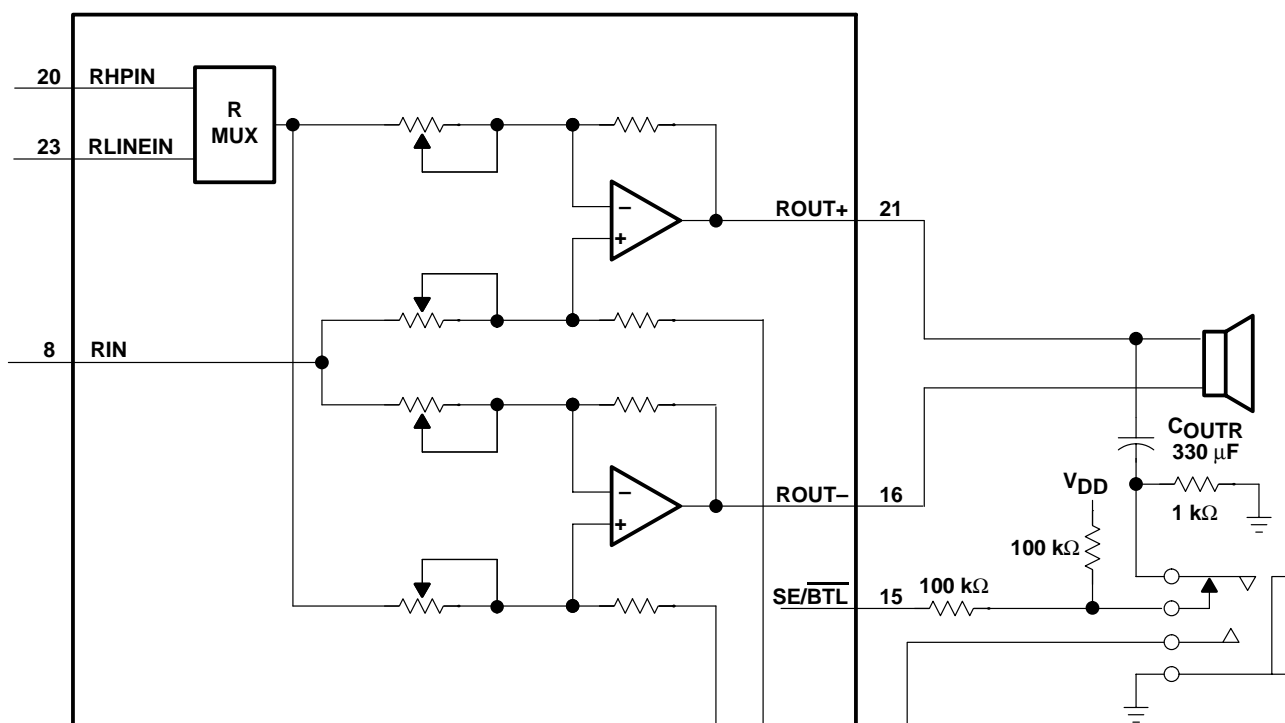 20 RHPIN
R
MUX
23 RLINEIN
–
ROUT+ 21
+
8 RIN
COUTR
330 μF
VDD
–
ROUT– 16
1 kΩ
+
100 kΩ
SE/B̅T̅L̅ 15 100 kΩ